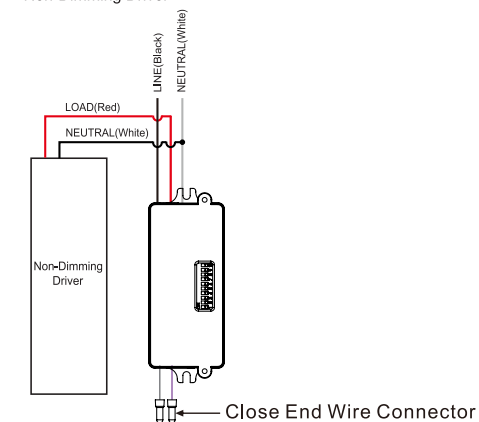 LINE(Black)
NEUTRAL(White)
LOAD(Red)
NEUTRAL(White)
Non-Dimming
Driver
Close End Wire Connector